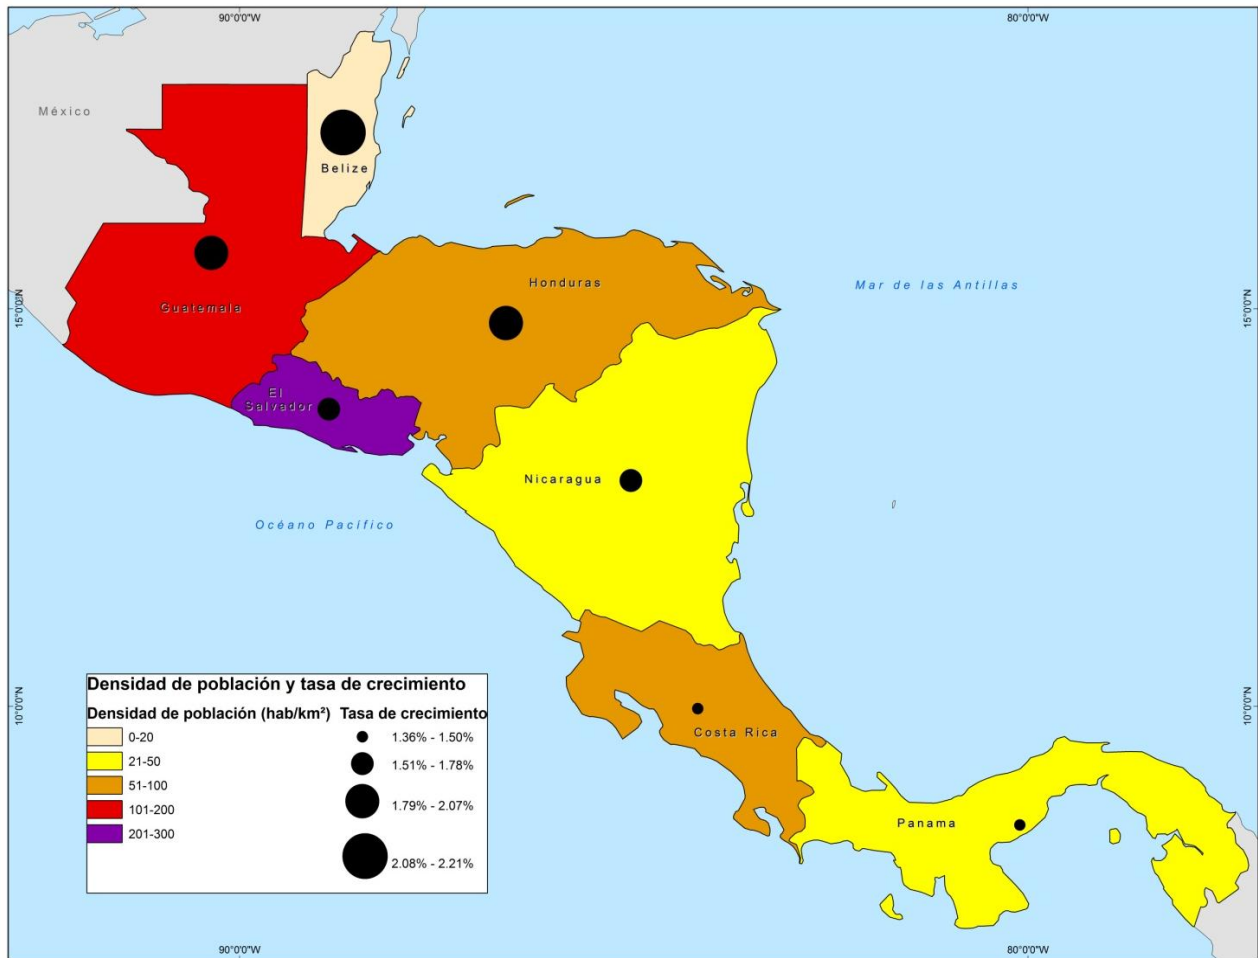 90°0'0"W
80°0'0"W
México
Belize
Honduras
Mar de las Antillas
Guatemala
15°0'0"N
15°0'0"N
El
Salvador
Nicaragua
Océano Pacífico
Densidad de población y tasa de crecimiento
Densidad de población (hab/km²) Tasa de crecimiento
0-20
1.36% - 1.50%
21-50
1.51% - 1.78%
51-100
1.79% - 2.07%
101-200
201-300
2.08% - 2.21%
10°0'0"N
10°0'0"N
Costa Rica
Panama
90°0'0"W
80°0'0"W